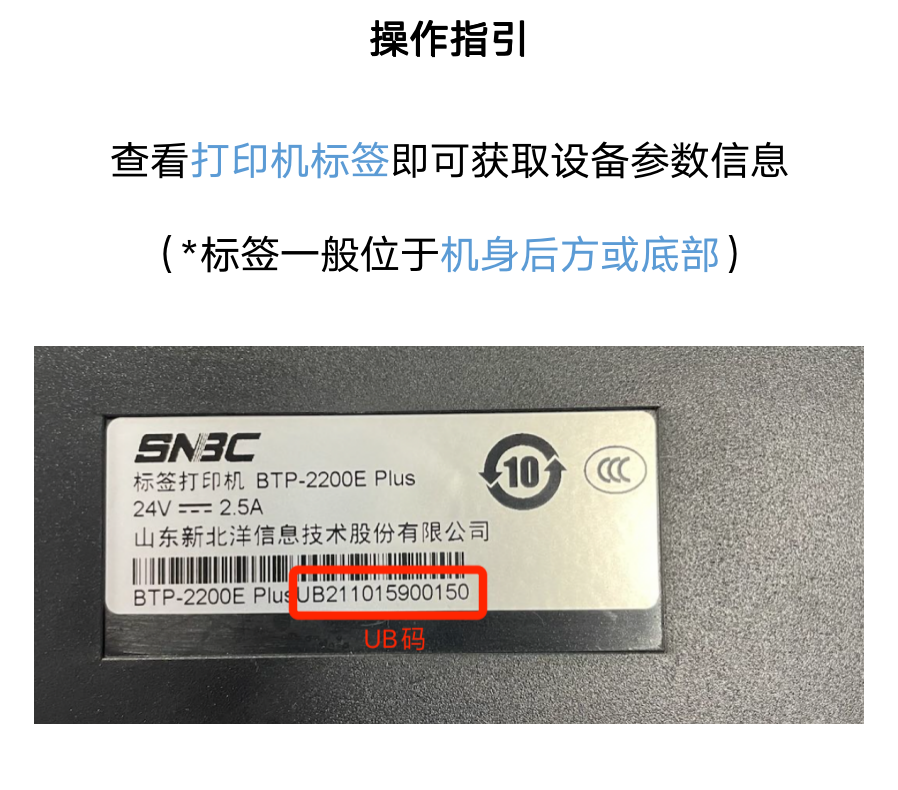 操作指引
查看打印机标签即可获取设备参数信息
（*标签一般位于机身后方或底部）
SNBC
标签打印机 BTP-2200E Plus
24V ⎓ 2.5A
山东新北洋信息技术股份有限公司
BTP-2200E PlusUB211015900150
UB码
10
CCC